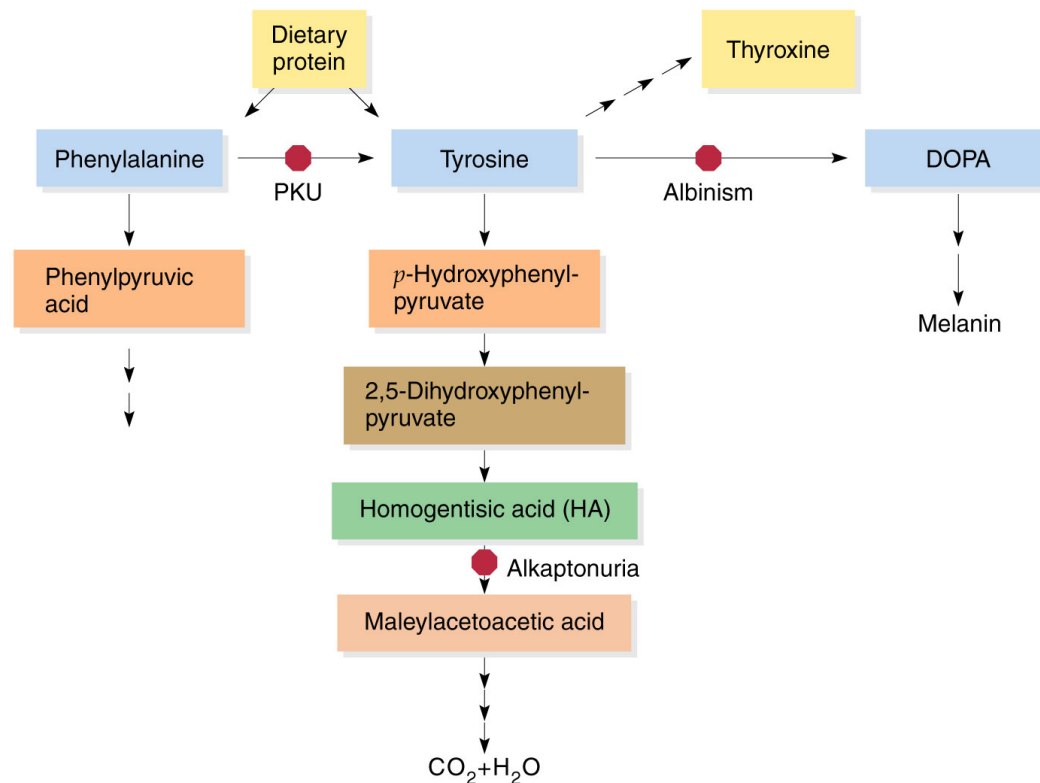 Dietary
protein
Thyroxine
Phenylalanine
Tyrosine
DOPA
PKU
Albinism
Phenylpyruvic
acid
p-Hydroxyphenyl-
pyruvate
Melanin
2,5-Dihydroxyphenyl-
pyruvate
Homogentisic acid (HA)
Alkaptonuria
Maleylacetoacetic acid
CO₂+H₂O